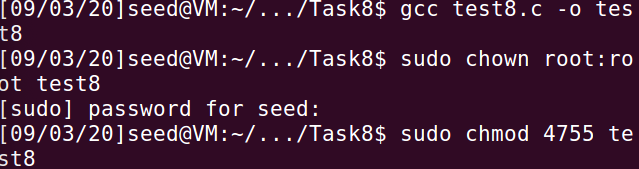 [09/03/20]seed@VM:~/.../Task8$ gcc test8.c -o tes
t8
[09/03/20]seed@VM:~/.../Task8$ sudo chown root:ro
ot test8
[sudo] password for seed:
[09/03/20]seed@VM:~/.../Task8$ sudo chmod 4755 te
st8